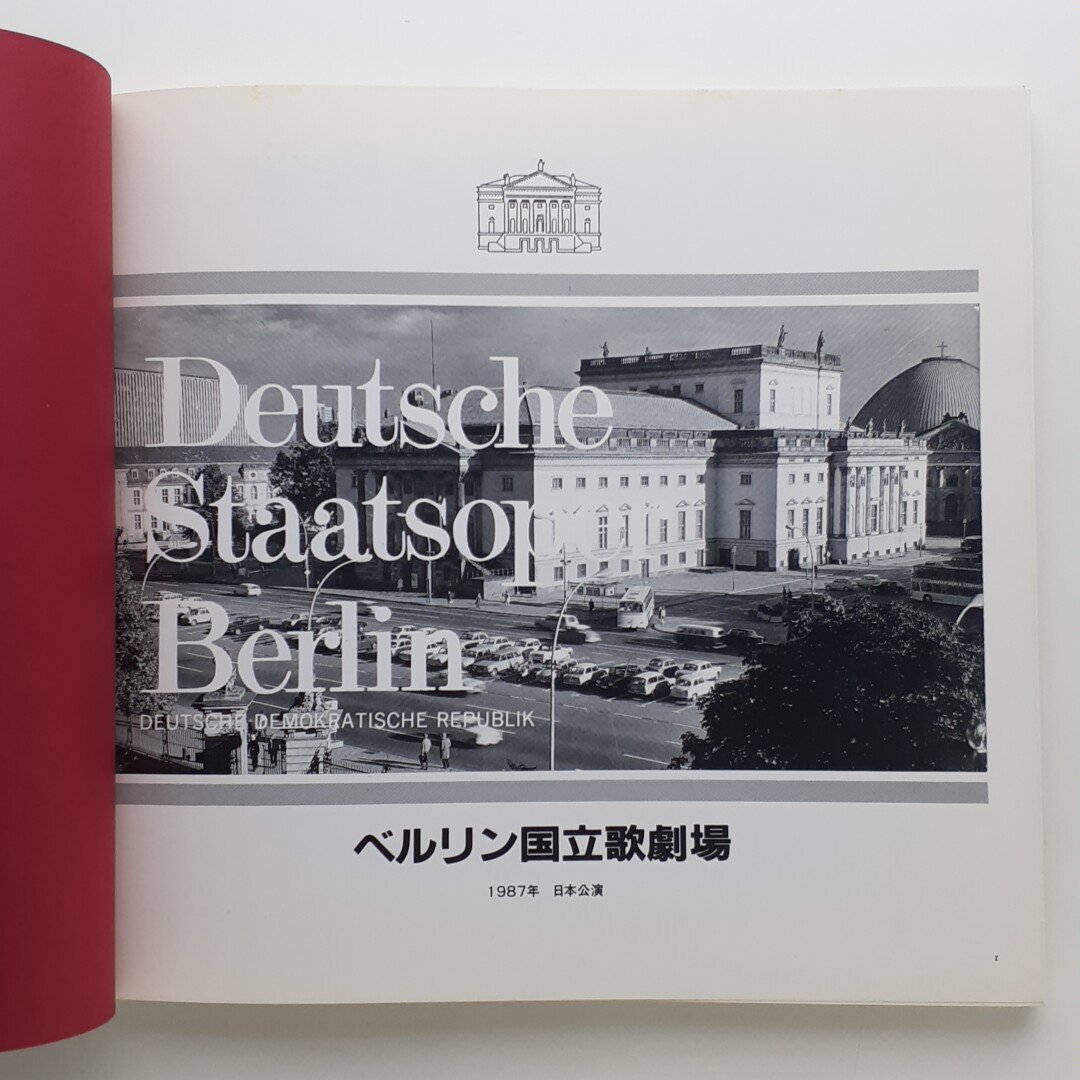 Deutsche
Staatsoper
Berlin
DEUTSCHE DEMOKRATISCHE REPUBLIK
ベルリン国立歌劇場
1987年 日本公演